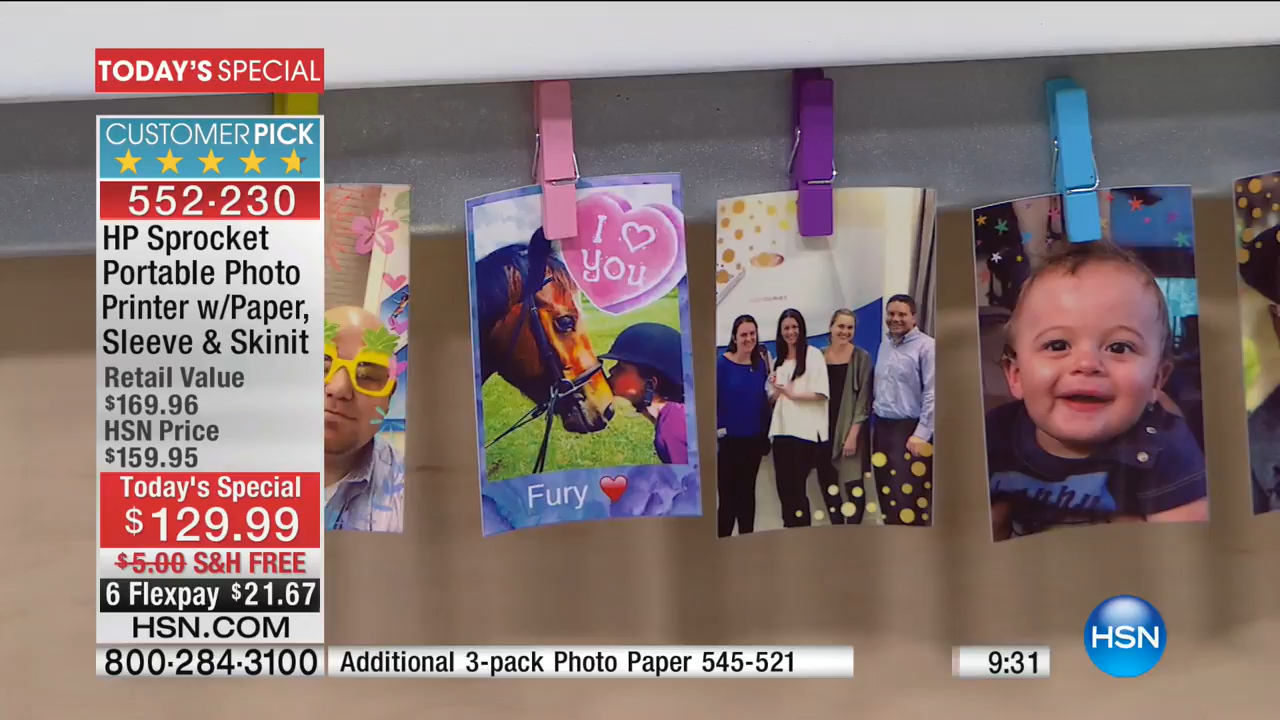 TODAY'S SPECIAL
CUSTOMER PICK
552·230
HP Sprocket
Portable Photo
Printer w/Paper,
Sleeve & Skinit
Retail Value
$169.96
HSN Price
$159.95
Today's Special
$129.99
$5.00 S&H FREE
6 Flexpay $21.67
HSN.COM
800·284·3100
Additional 3-pack Photo Paper 545-521
9:31
HSN
I ♡
you
Fury ❤